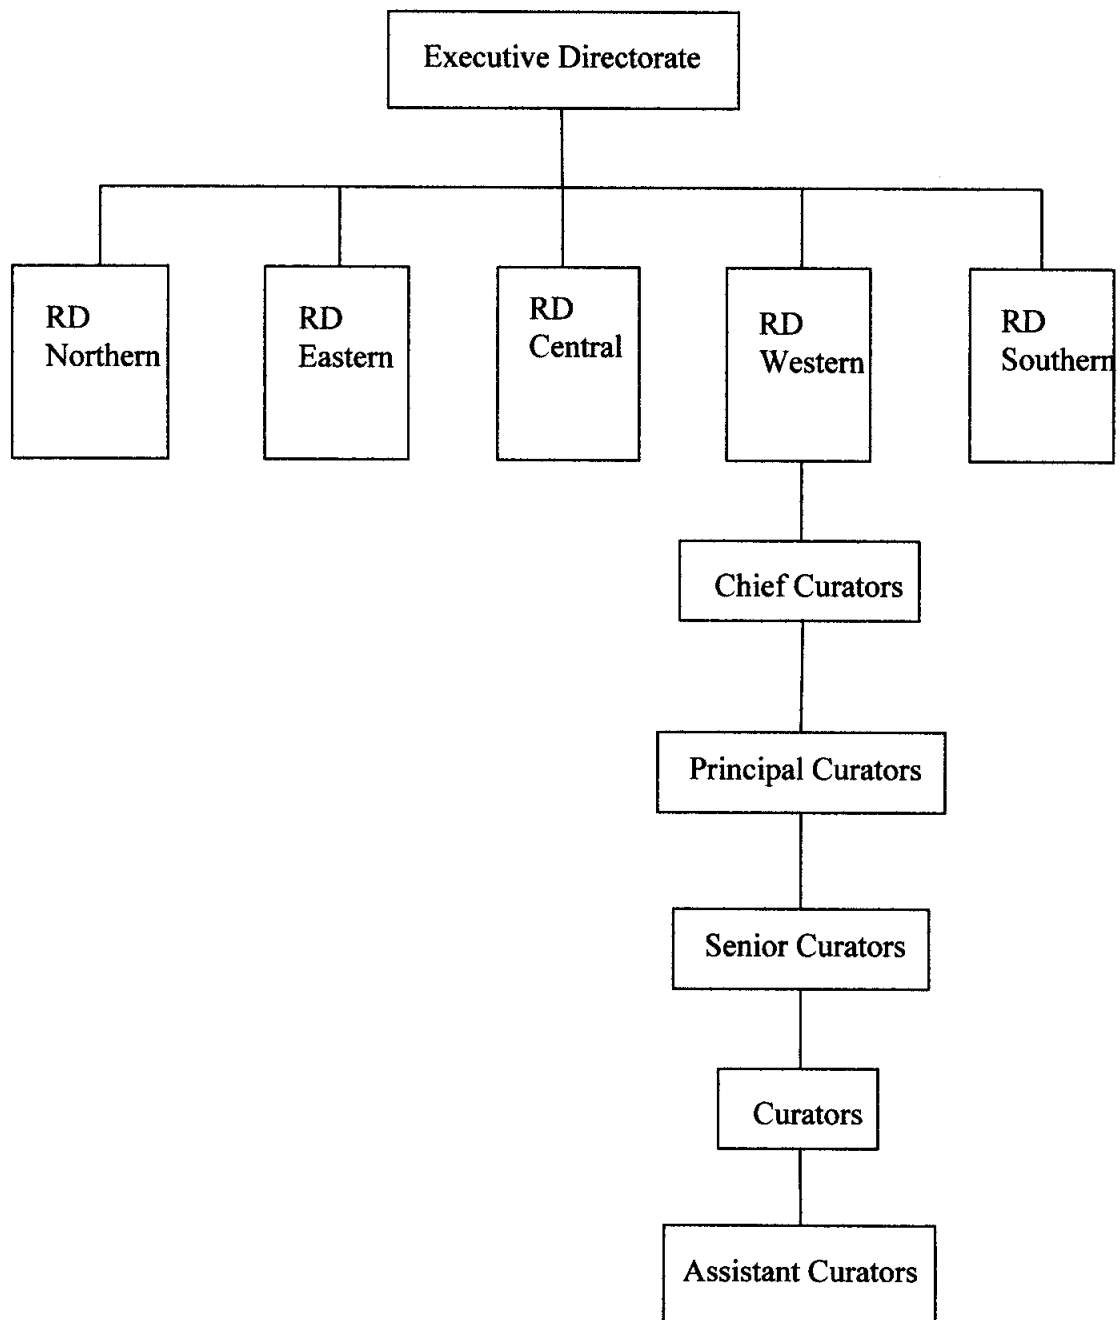 Executive Directorate
RD
Northern
RD
Eastern
RD
Central
RD
Western
RD
Southern
Chief Curators
Principal Curators
Senior Curators
Curators
Assistant Curators